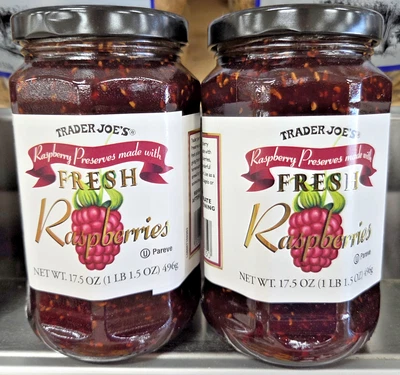 TRADER JOE'S®
Raspberry Preserves made with
FRESH
Raspberries
U Pareve
NET WT. 17.5 OZ (1 LB 1.5 OZ) 496g
TRADER JOE'S®
Raspberry Preserves made with
FRESH
Raspberries
U Pareve
NET WT. 17.5 OZ (1 LB 1.5 OZ) 496g